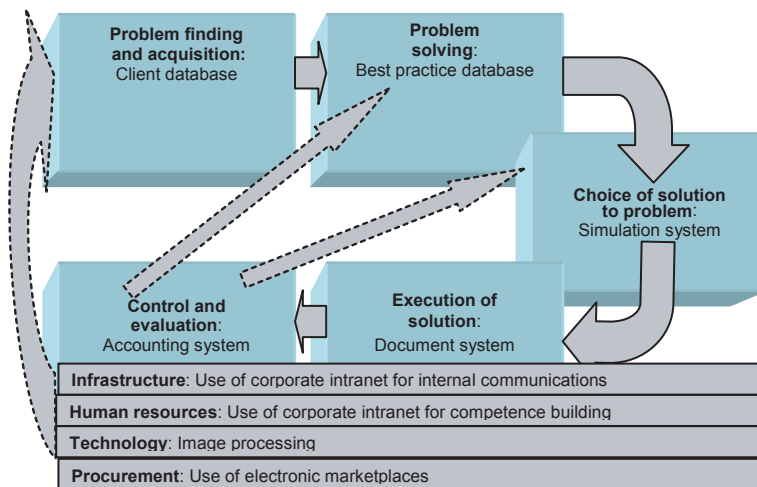 Problem finding
and acquisition:
Client database
Problem
solving:
Best practice database
Choice of solution
to problem:
Simulation system
Execution of
solution:
Document system
Control and
evaluation:
Accounting system
Infrastructure: Use of corporate intranet for internal communications
Human resources: Use of corporate intranet for competence building
Technology: Image processing
Procurement: Use of electronic marketplaces